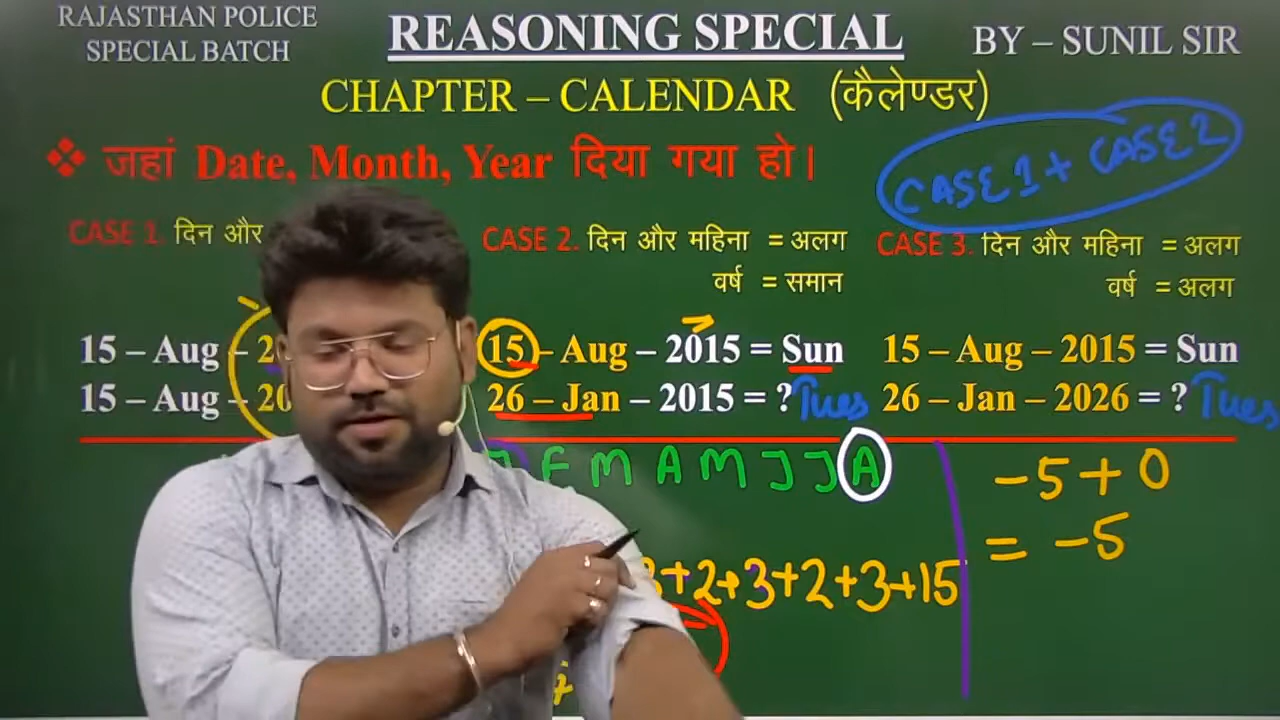 RAJASTHAN POLICE
SPECIAL BATCH
REASONING SPECIAL
BY – SUNIL SIR
CHAPTER – CALENDAR (कैलेण्डर)
❖ जहां Date, Month, Year दिया गया हो।
CASE 1 + CASE 2
CASE 1. दिन और
CASE 2. दिन और महिना = अलग
वर्ष = समान
CASE 3. दिन और महिना = अलग
वर्ष = अलग
15 – Aug – 2
15 – Aug – 20
15 – Aug – 2015 = Sun
26 – Jan – 2015 = ? Tues
15 – Aug – 2015 = Sun
26 – Jan – 2026 = ? Tues
J F M A M J J A
3+2+3+2+3+15
-5+0
= -5